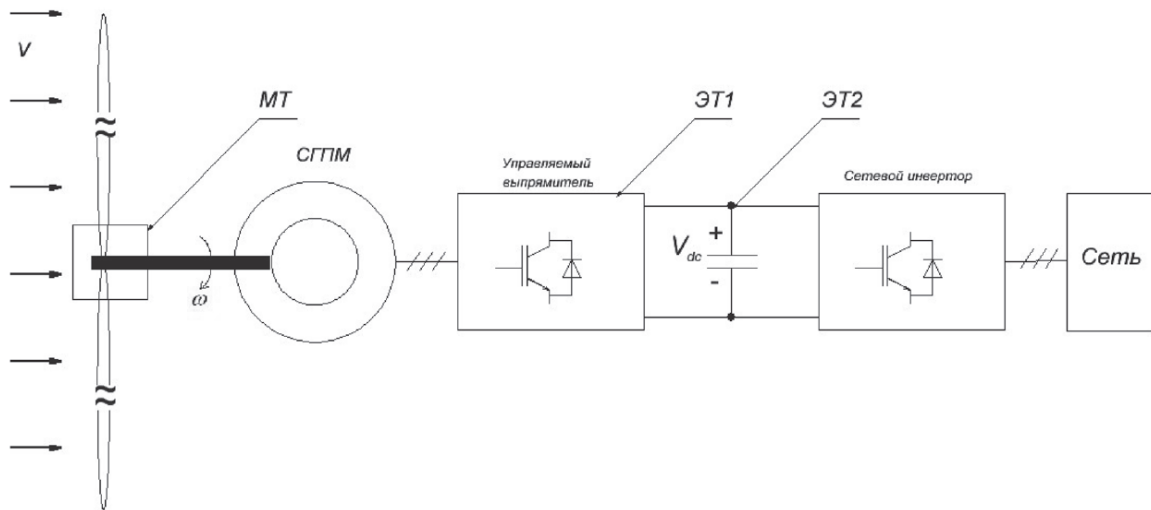 V
МТ
СГПМ
ω
Управляемый
выпрямитель
ЭТ1
ЭТ2
V dc
+
-
Сетевой инвертор
Сеть